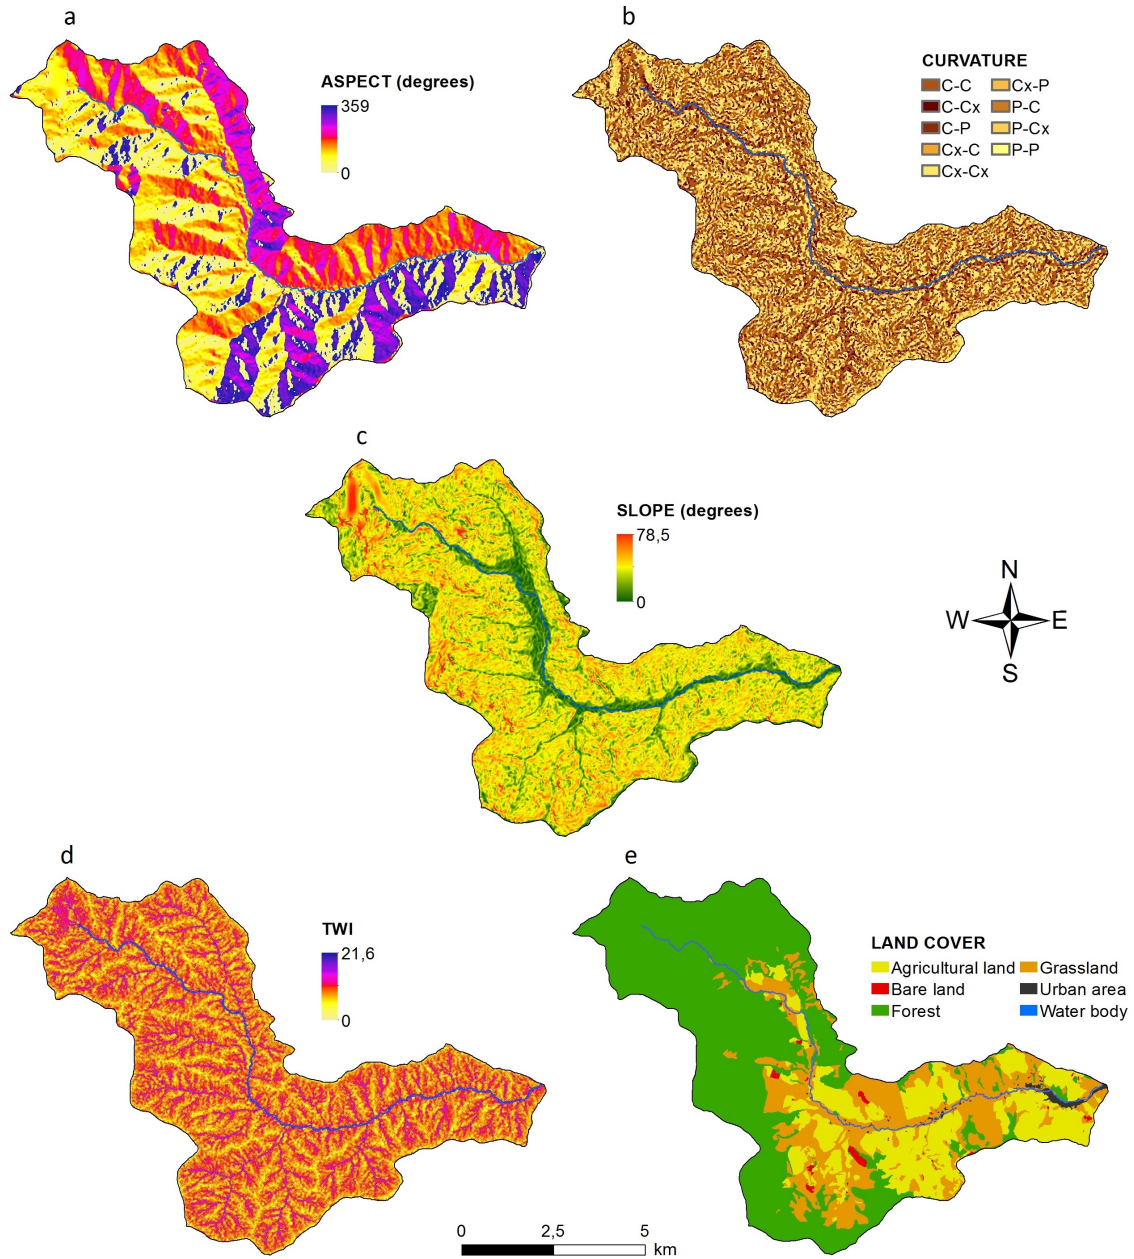 a
b
ASPECT (degrees)
359
0
CURVATURE
C-C Cx-P
C-Cx P-C
C-P P-Cx
Cx-C P-P
Cx-Cx
c
SLOPE (degrees)
78,5
0
N
W E
S
d
e
TWI
21,6
0
LAND COVER
Agricultural land Grassland
Bare land Urban area
Forest Water body
0 2,5 5
km